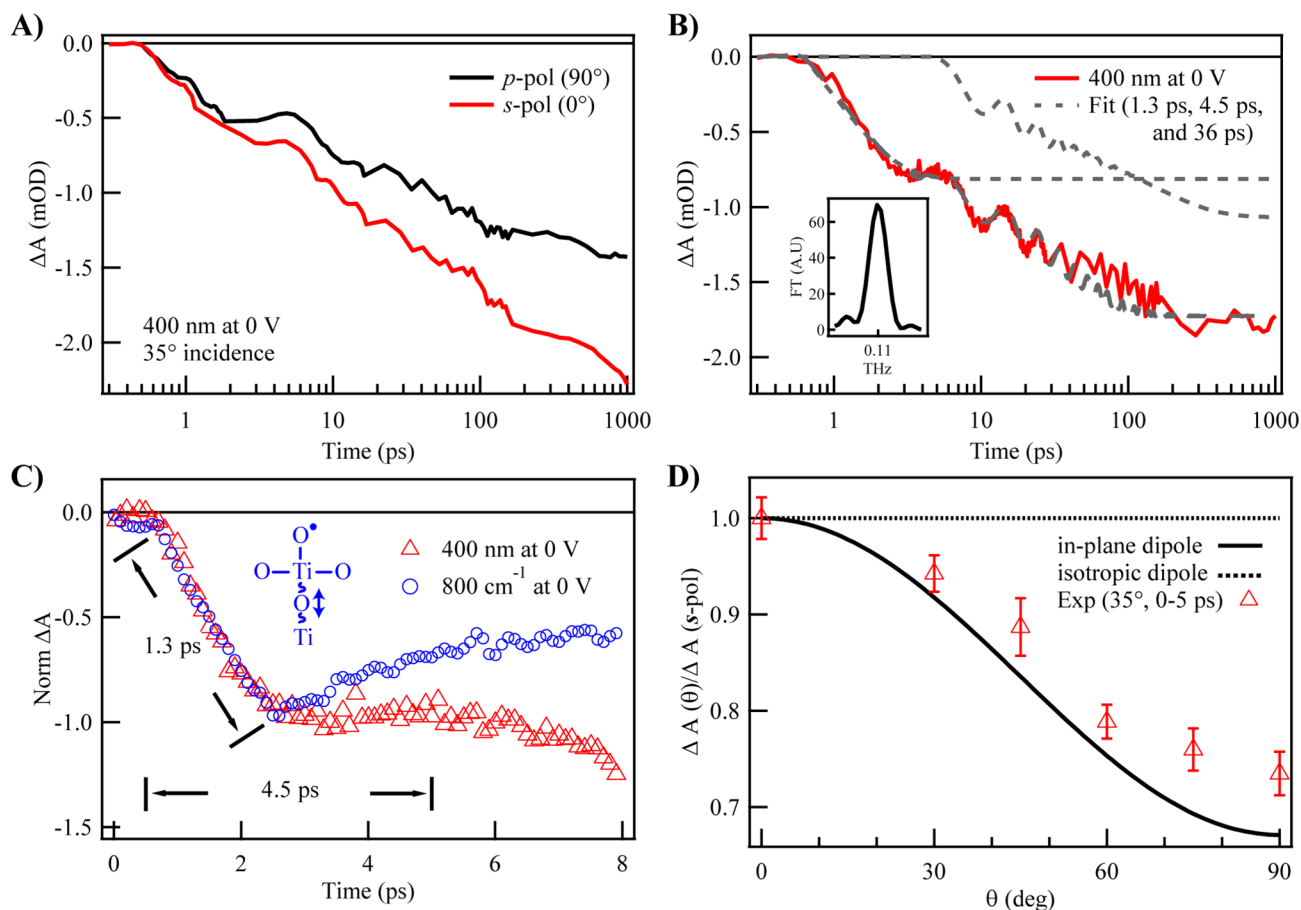 A)
0.0
-0.5
-1.0
-1.5
-2.0
ΔA (mOD)
p-pol (90°)
s-pol (0°)
400 nm at 0 V
35° incidence
1
10
100
1000
Time (ps)
B)
0.0
-0.5
-1.0
-1.5
-2.0
ΔA (mOD)
400 nm at 0 V
Fit (1.3 ps, 4.5 ps,
and 36 ps)
60
40
20
0
FT (A.U)
0.11
THz
1
10
100
1000
Time (ps)
C)
0.0
-0.5
-1.0
-1.5
Norm ΔA
O•
O Ti O
O
Ti
400 nm at 0 V
800 cm⁻¹ at 0 V
1.3 ps
4.5 ps
0
2
4
6
8
Time (ps)
D)
1.0
0.9
0.8
0.7
Δ A (θ)/Δ A (s-pol)
in-plane dipole
isotropic dipole
Exp (35°, 0-5 ps)
0
30
60
90
θ (deg)